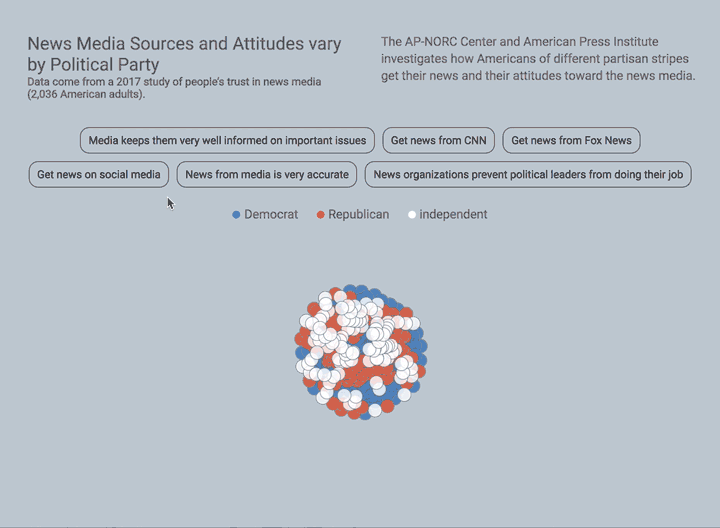 News Media Sources and Attitudes vary
by Political Party
Data come from a 2017 study of people's trust in news media
(2,036 American adults).
The AP-NORC Center and American Press Institute
investigates how Americans of different partisan stripes
get their news and their attitudes toward the news media.
Media keeps them very well informed on important issues
Get news from CNN
Get news from Fox News
Get news on social media
News from media is very accurate
News organizations prevent political leaders from doing their job
Democrat
Republican
independent